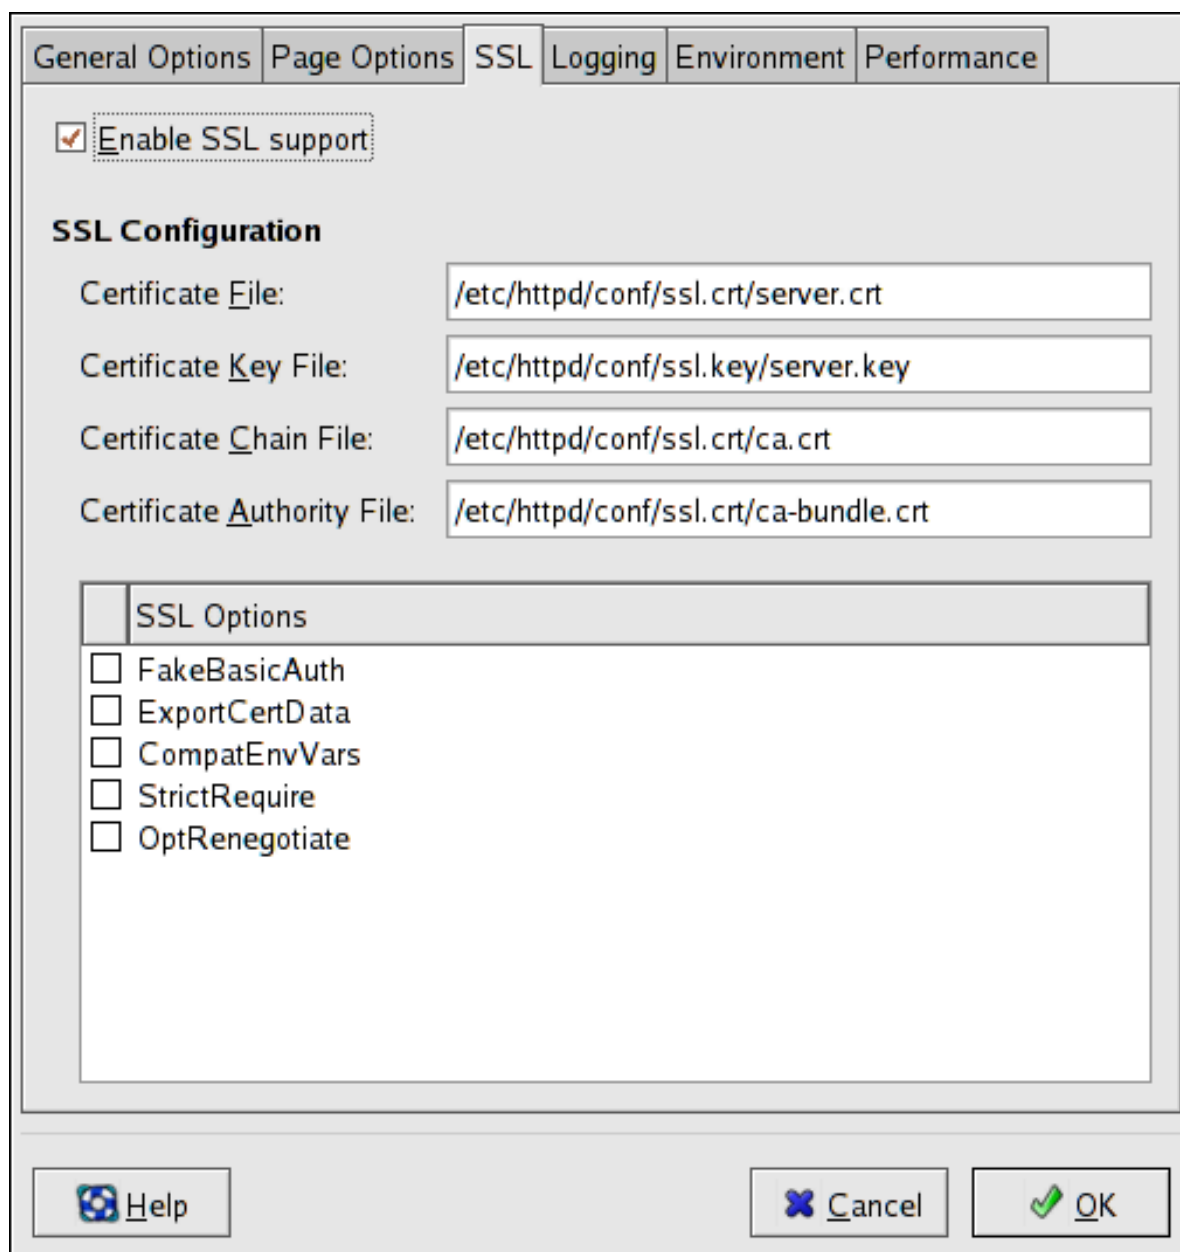 General Options Page Options SSL Logging Environment Performance
Enable SSL support
SSL Configuration
Certificate File: /etc/httpd/conf/ssl.crt/server.crt
Certificate Key File: /etc/httpd/conf/ssl.key/server.key
Certificate Chain File: /etc/httpd/conf/ssl.crt/ca.crt
Certificate Authority File: /etc/httpd/conf/ssl.crt/ca-bundle.crt
SSL Options
FakeBasicAuth
ExportCertData
CompatEnvVars
StrictRequire
OptRenegotiate
Help Cancel OK